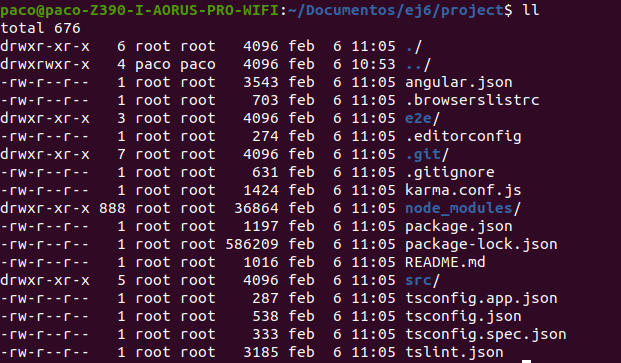 paco@paco-Z390-I-AORUS-PRO-WIFI:~/Documentos/ej6/project$ ll
total 676
drwxr-xr-x   6 root root   4096 feb  6 11:05 ./
drwxrwxr-x   4 paco paco   4096 feb  6 10:53 ../
-rw-r--r--   1 root root   3543 feb  6 11:05 angular.json
-rw-r--r--   1 root root    703 feb  6 11:05 .browserslistrc
drwxr-xr-x   3 root root   4096 feb  6 11:05 e2e/
-rw-r--r--   1 root root    274 feb  6 11:05 .editorconfig
drwxr-xr-x   7 root root   4096 feb  6 11:05 .git/
-rw-r--r--   1 root root    631 feb  6 11:05 .gitignore
-rw-r--r--   1 root root   1424 feb  6 11:05 karma.conf.js
drwxr-xr-x 888 root root  36864 feb  6 11:05 node_modules/
-rw-r--r--   1 root root   1197 feb  6 11:05 package.json
-rw-r--r--   1 root root 586209 feb  6 11:05 package-lock.json
-rw-r--r--   1 root root   1016 feb  6 11:05 README.md
drwxr-xr-x   5 root root   4096 feb  6 11:05 src/
-rw-r--r--   1 root root    287 feb  6 11:05 tsconfig.app.json
-rw-r--r--   1 root root    538 feb  6 11:05 tsconfig.json
-rw-r--r--   1 root root    333 feb  6 11:05 tsconfig.spec.json
-rw-r--r--   1 root root   3185 feb  6 11:05 tslint.json